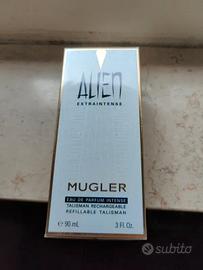 ALIEN
EXTRAINTENSE
MUGLER
EAU DE PARFUM INTENSE
TALISMAN RECHARGEABLE
REFILLABLE TALISMAN
℮ 90 mL 3 Fl. Oz.
subito